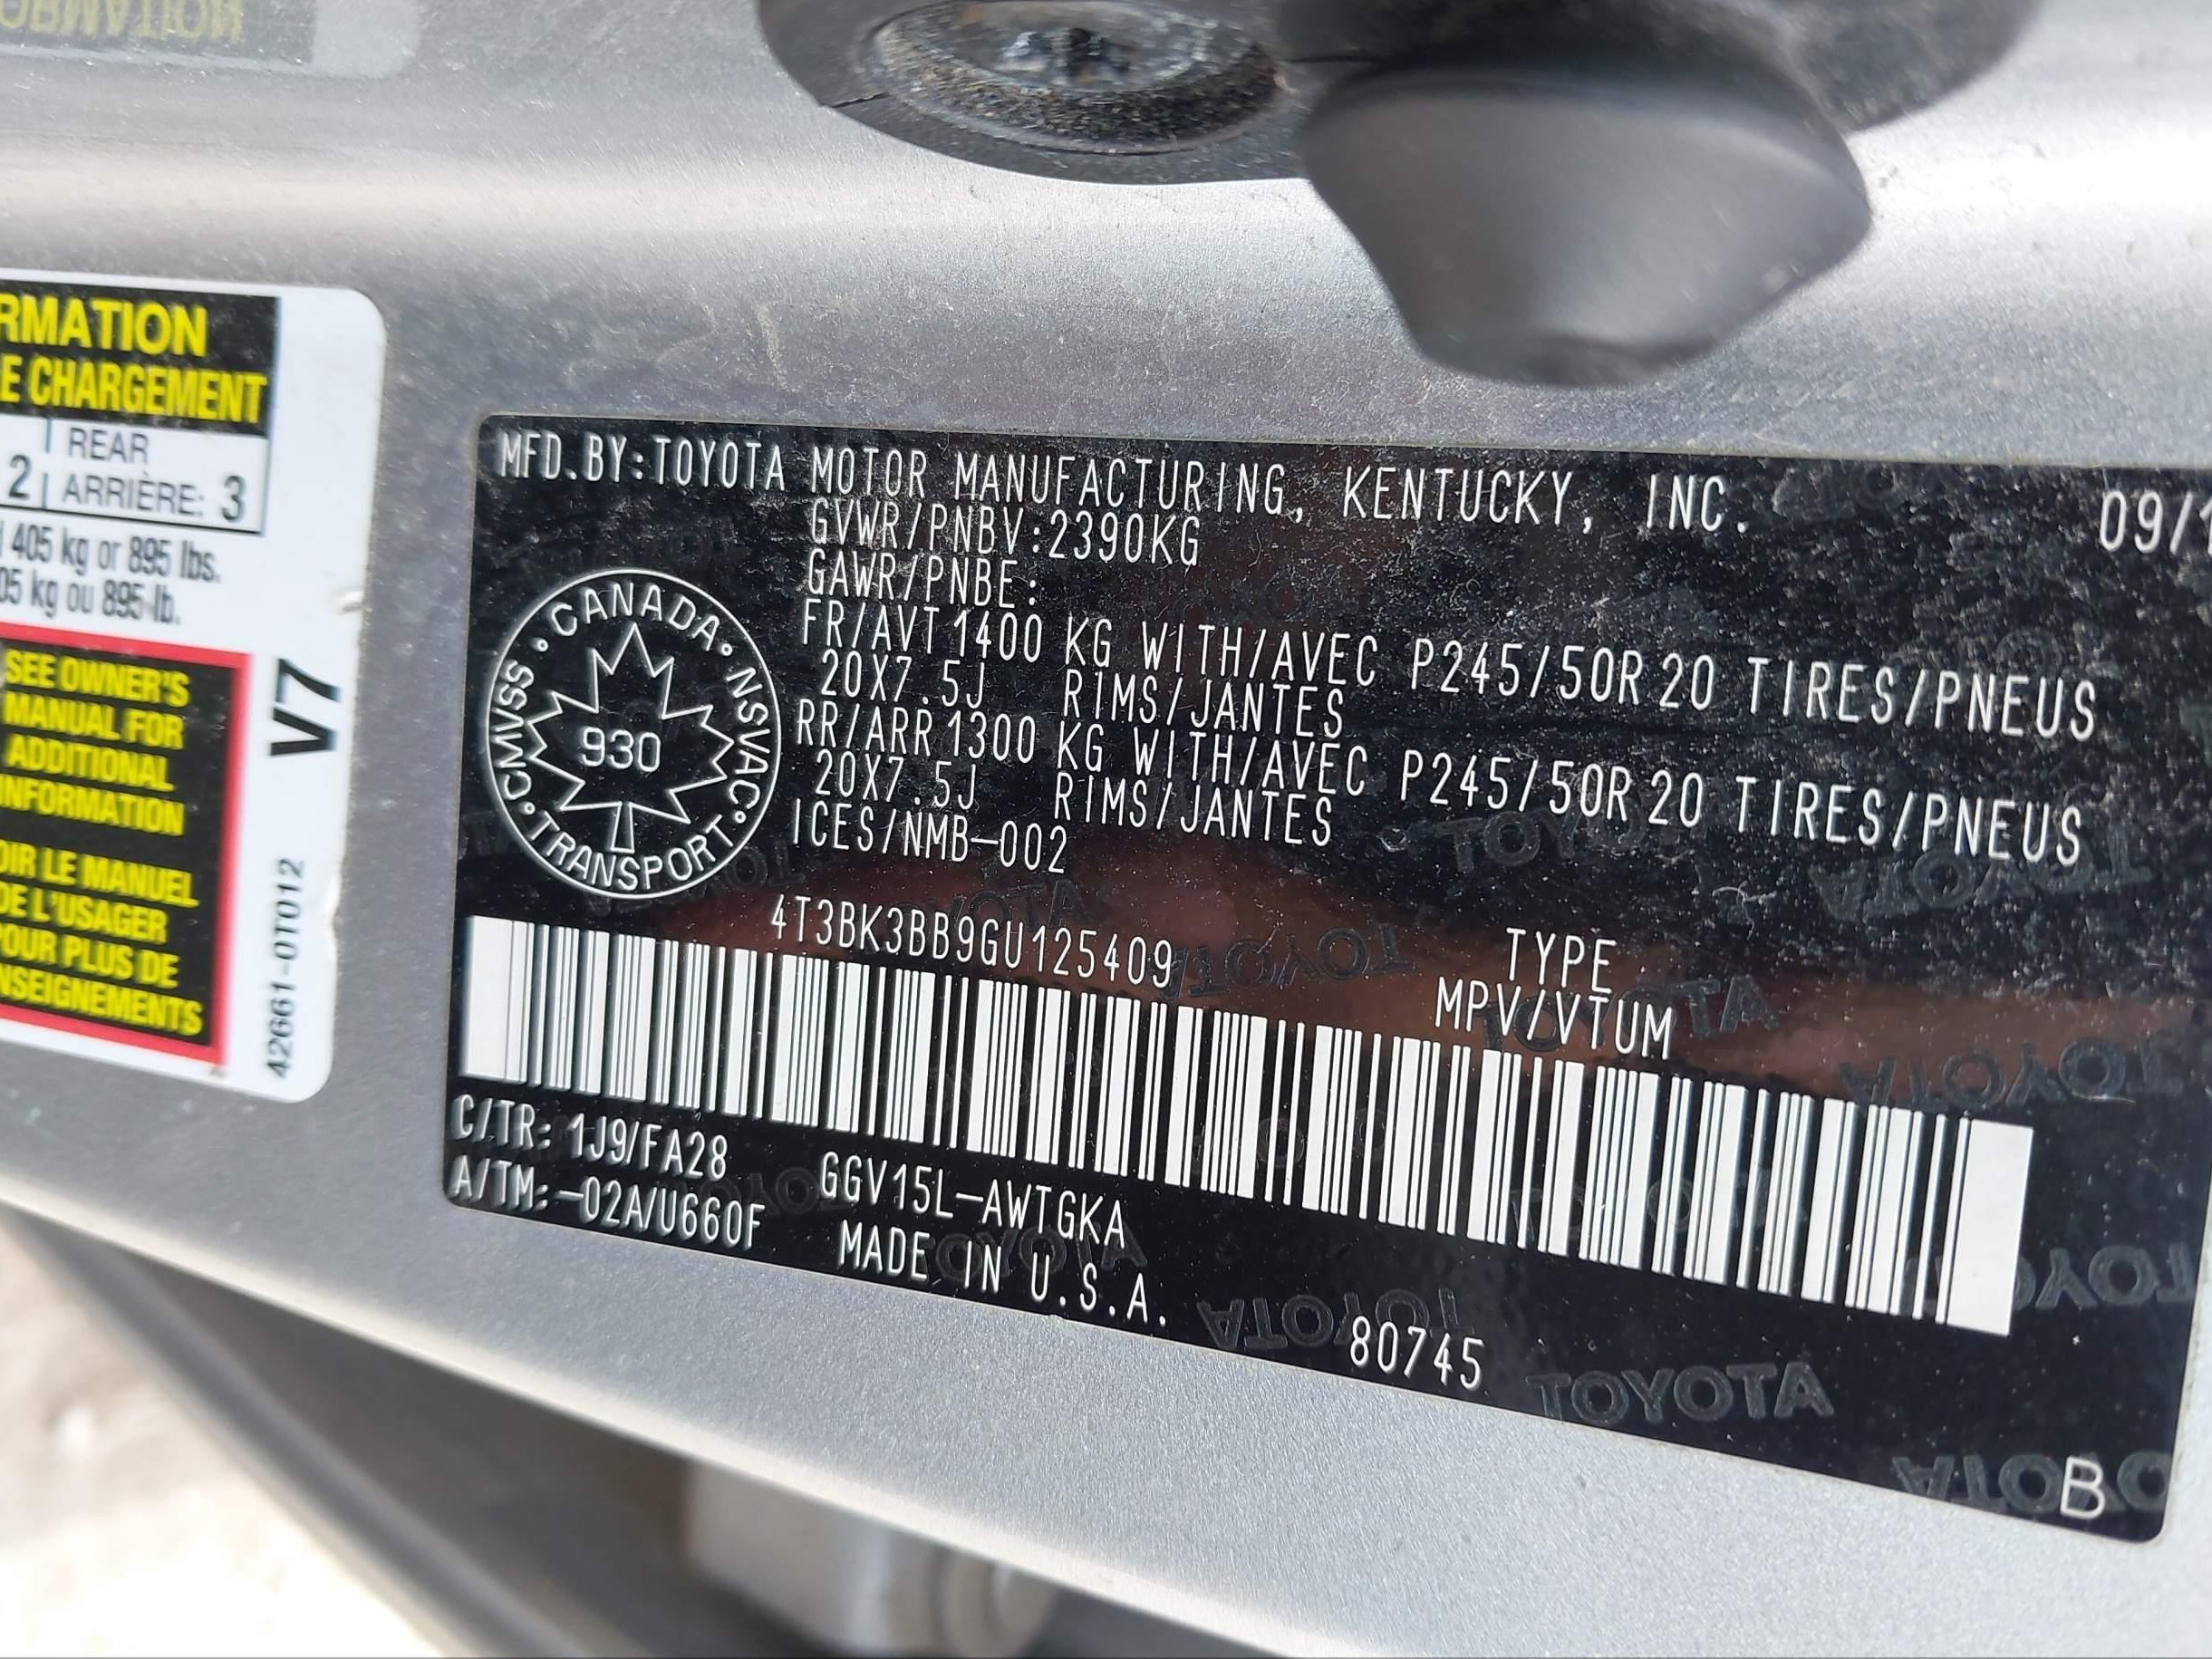 RMATION
E CHARGEMENT
REAR
2 ARRIÈRE: 3
405 kg or 895 lbs.
05 kg ou 895 lb.
SEE OWNER'S
MANUAL FOR
ADDITIONAL
INFORMATION
OIR LE MANUEL
DE L'USAGER
POUR PLUS DE
NSEIGNEMENTS
V7
42661-0T012
MFD.BY:TOYOTA MOTOR MANUFACTURING, KENTUCKY, INC. 09/1
GVWR/PNBV:2390KG
GAWR/PNBE:
FR/AVT 1400 KG WITH/AVEC P245/50R20 TIRES/PNEUS
20X7.5J RIMS/JANTES
RR/ARR 1300 KG WITH/AVEC P245/50R20 TIRES/PNEUS
20X7.5J RIMS/JANTES
ICES/NMB-002
CANADA
CMVSS · NSVAC
930
TRANSPORT
4T3BK3BB9GU125409
TYPE
MPV/VTUM
C/TR: 1J9/FA28 GGV15L-AWTGKA
A/TM:-02A/U660F MADE IN U.S.A.
80745
TOYOTA
B